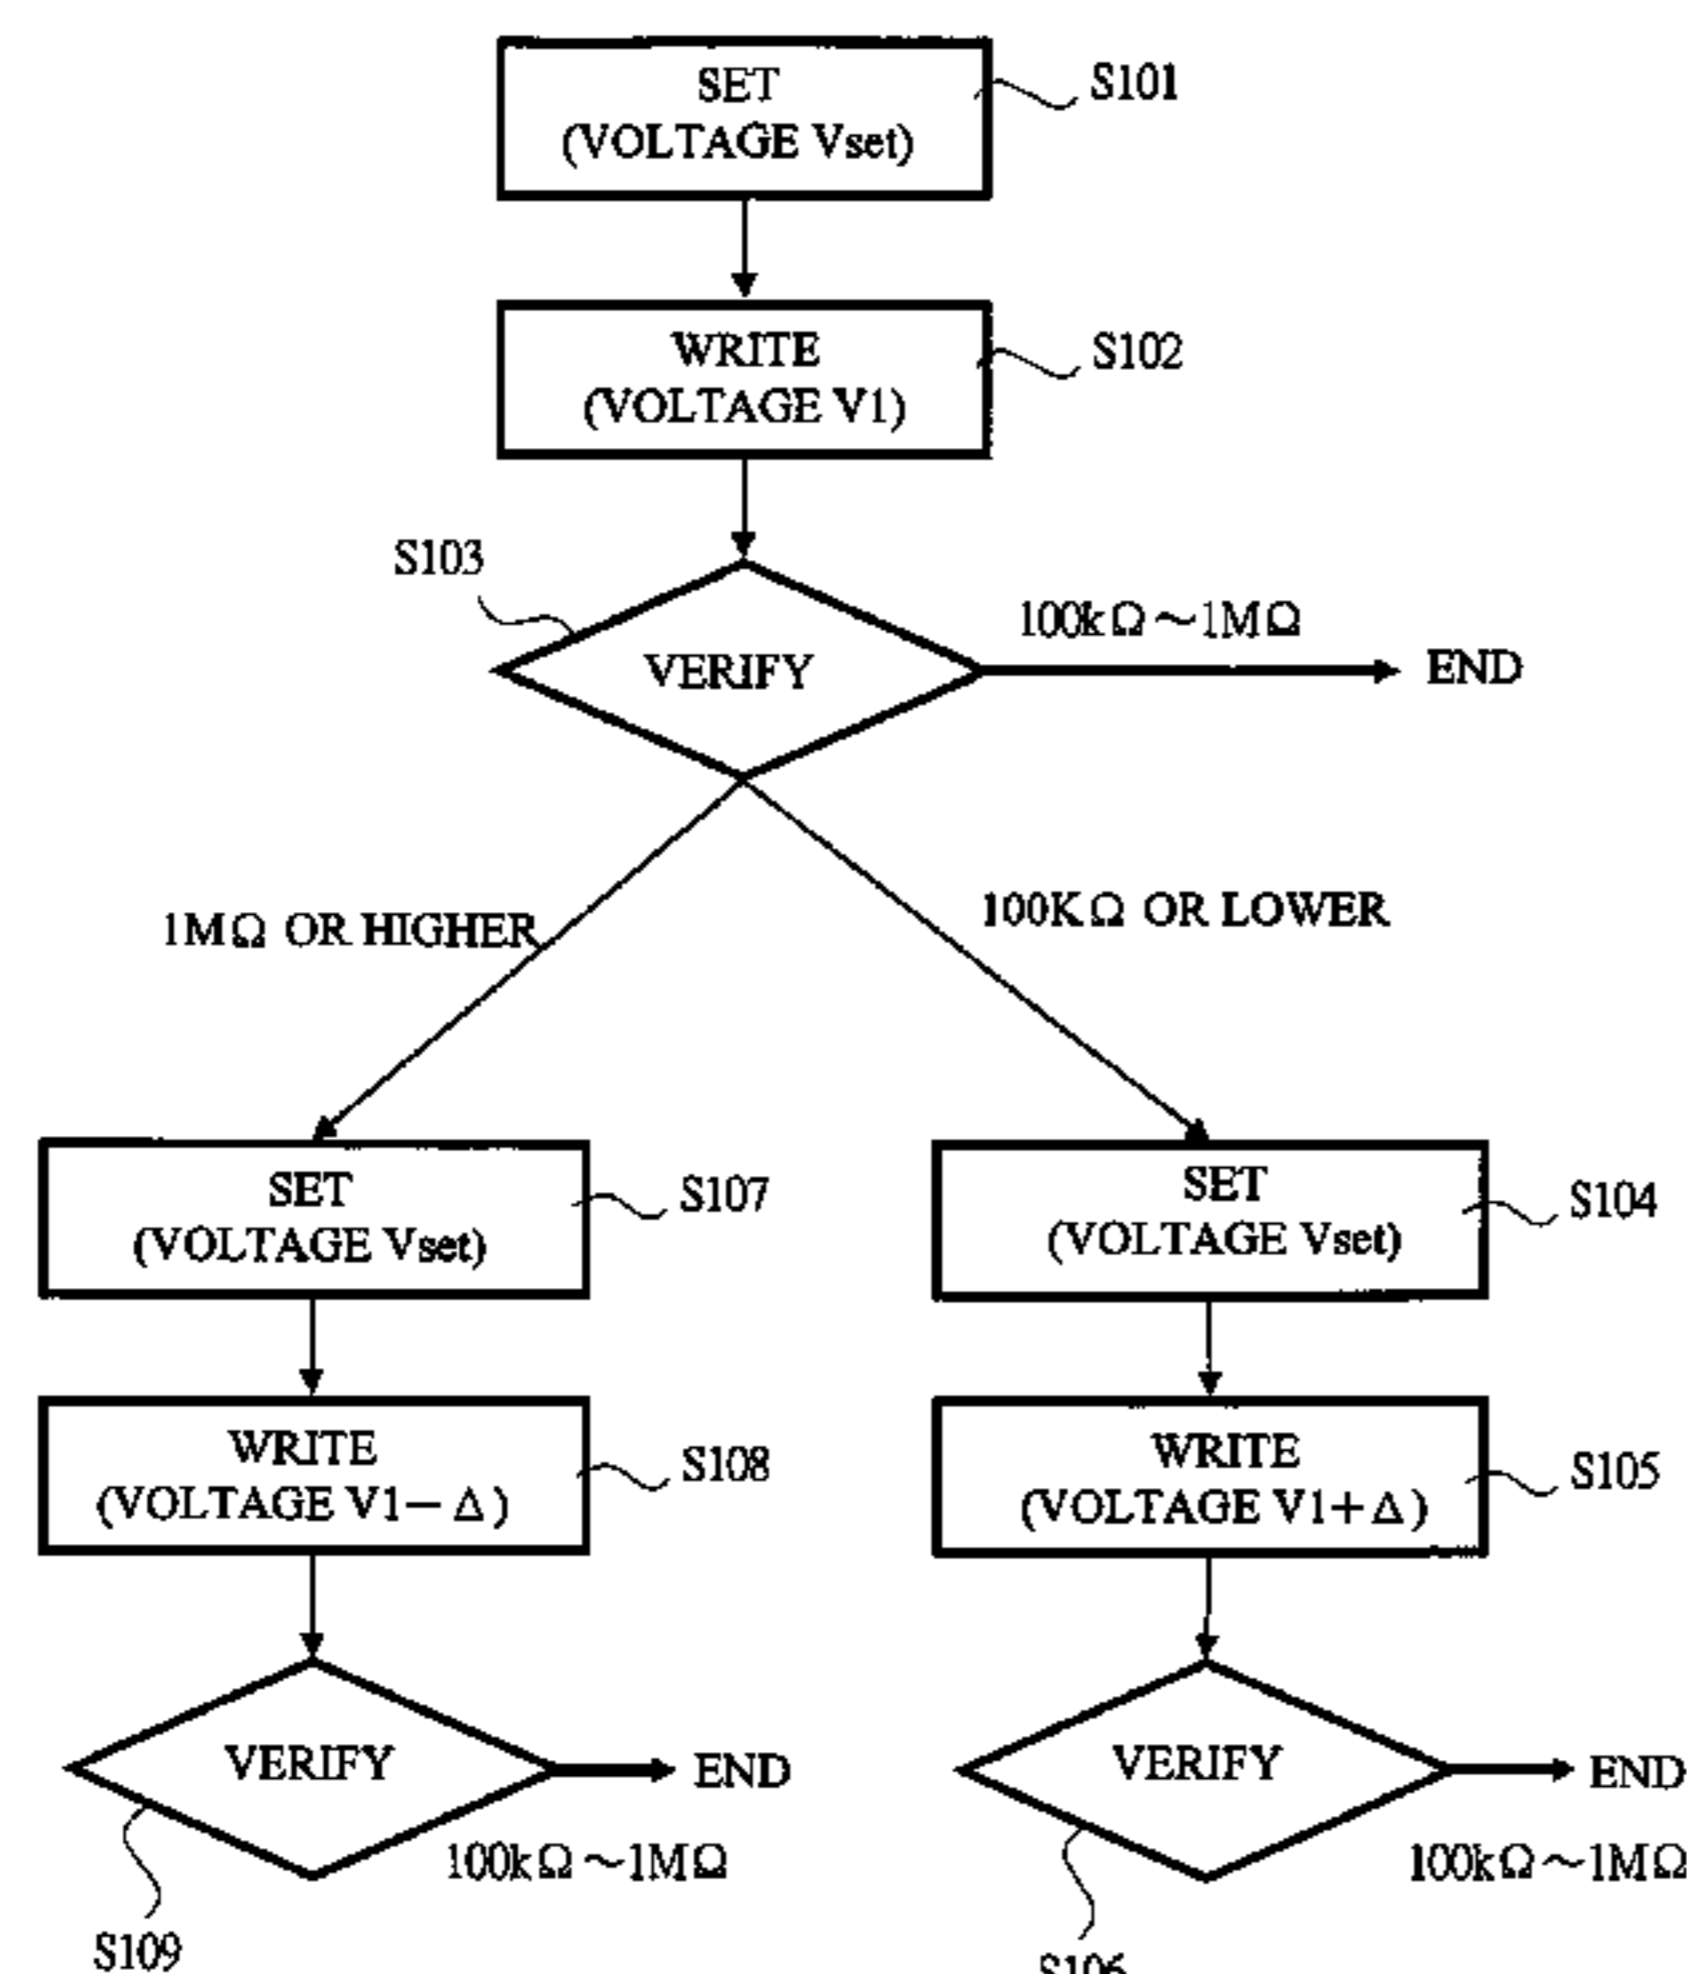 SET
(VOLTAGE Vset)
S101
WRITE
(VOLTAGE V1)
S102
S103
VERIFY
100kΩ～1MΩ
END
1MΩ OR HIGHER
100KΩ OR LOWER
SET
(VOLTAGE Vset)
S107
SET
(VOLTAGE Vset)
S104
WRITE
(VOLTAGE V1－Δ)
S108
WRITE
(VOLTAGE V1+Δ)
S105
VERIFY
END
100kΩ～1MΩ
S109
VERIFY
END
100kΩ～1MΩ
S106